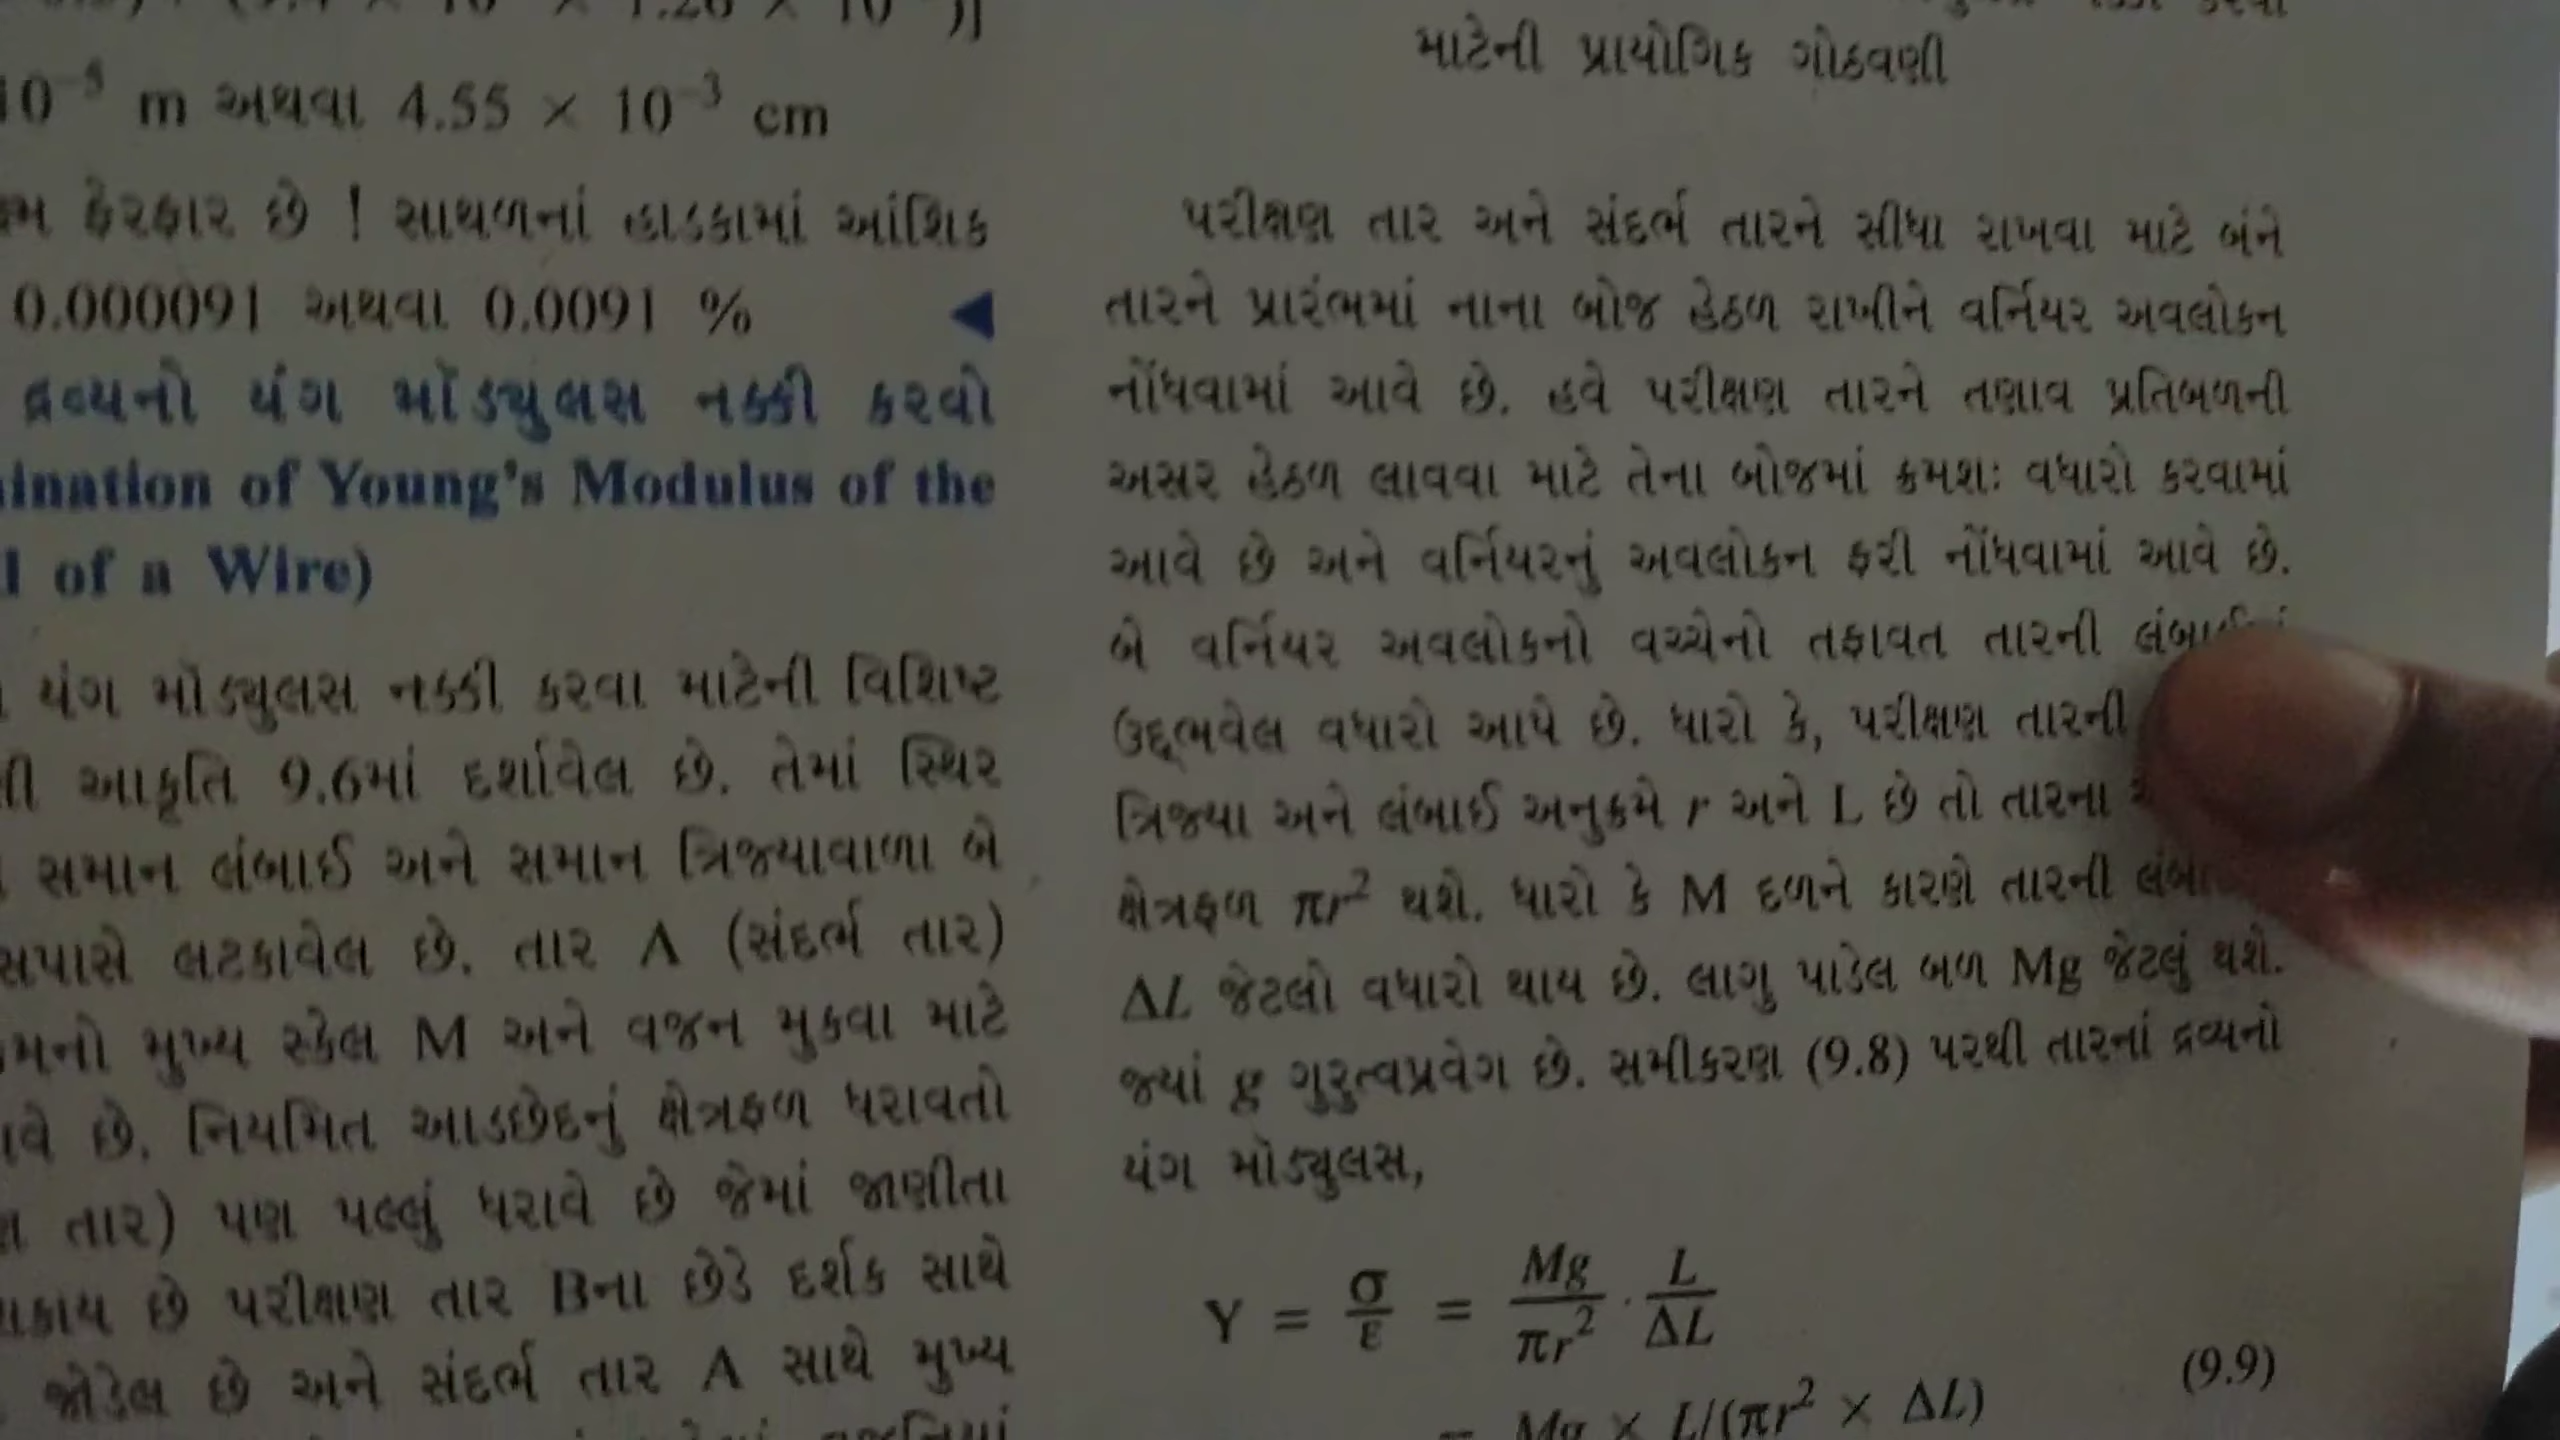 10⁻⁵ m અથવા 4.55 × 10⁻³ cm
ફેરફાર છે ! સાથળનાં હાડકામાં આંશિક
0.000091 અથવા 0.0091 % ◀
દ્રવ્યનો યંગ મૉડ્યુલસ નક્કી કરવો
ination of Young's Modulus of the
l of a Wire)
યંગ મૉડ્યુલસ નક્કી કરવા માટેની વિશિષ્ટ
આકૃતિ 9.6માં દર્શાવેલ છે. તેમાં સ્થિર
સમાન લંબાઈ અને સમાન ત્રિજ્યાવાળા બે
લટકાવેલ છે. તાર A (સંદર્ભ તાર)
મુખ્ય સ્કેલ M અને વજન મુકવા માટે
છે. નિયમિત આડછેદનું ક્ષેત્રફળ ધરાવતો
તાર) પણ પલ્લું ધરાવે છે જેમાં જાણીતા
છે પરીક્ષણ તાર Bના છેડે દર્શક સાથે
જોડેલ છે અને સંદર્ભ તાર A સાથે મુખ્ય
માટેની પ્રાયોગિક ગોઠવણી
પરીક્ષણ તાર અને સંદર્ભ તારને સીધા રાખવા માટે બંને
તારને પ્રારંભમાં નાના બોજ હેઠળ રાખીને વર્નિયર અવલોકન
નોંધવામાં આવે છે. હવે પરીક્ષણ તારને તણાવ પ્રતિબળની
અસર હેઠળ લાવવા માટે તેના બોજમાં ક્રમશઃ વધારો કરવામાં
આવે છે અને વર્નિયરનું અવલોકન ફરી નોંધવામાં આવે છે.
બે વર્નિયર અવલોકનો વચ્ચેનો તફાવત તારની
ઉદ્દભવેલ વધારો આપે છે. ધારો કે, પરીક્ષણ તારની
ત્રિજ્યા અને લંબાઈ અનુક્રમે r અને L છે તો તારના
ક્ષેત્રફળ πr² થશે. ધારો કે M દળને કારણે તારની
ΔL જેટલો વધારો થાય છે. લાગુ પાડેલ બળ Mg જેટલું થશે.
જ્યાં g ગુરુત્વપ્રવેગ છે. સમીકરણ (9.8) પરથી તારનાં દ્રવ્યનો
યંગ મૉડ્યુલસ,
Y = σ/ε = Mg/πr² · L/ΔL
= Mg × L/(πr² × ΔL) (9.9)